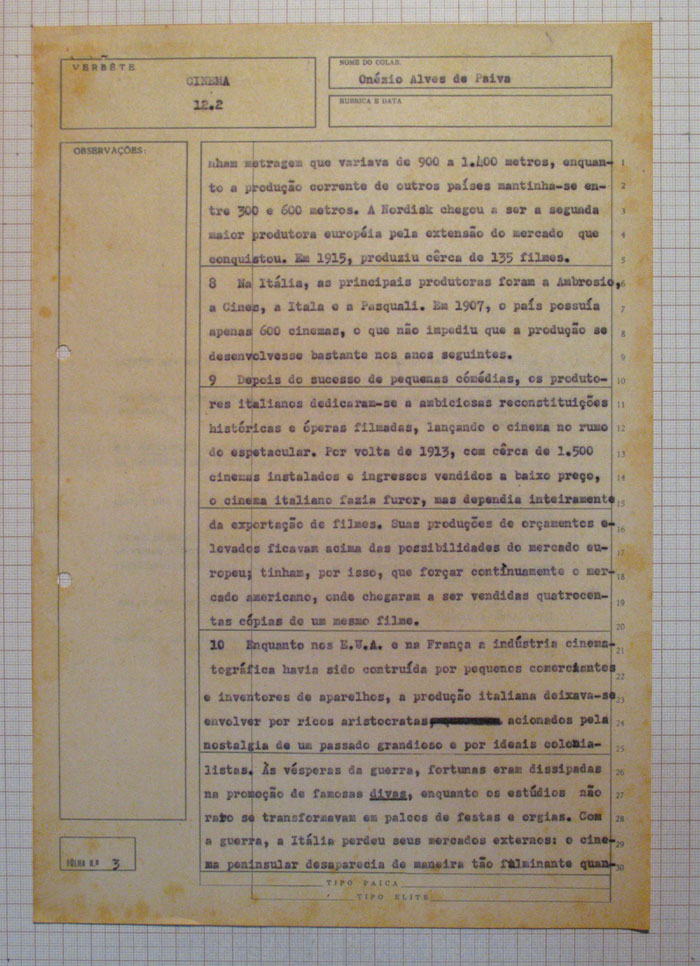 VERBÊTE
CINEMA
12.2
NOME DO COLAB.
Onézio Alves de Paiva
RUBRICA E DATA
OBSERVAÇÕES:
nham metragem que variava de 900 a 1.400 metros, enquan- 1
to a produção corrente de outros países mantinha-se en- 2
tre 300 e 600 metros. A Nordisk chegou a ser a segunda 3
maior produtora européia pela extensão do mercado que 4
conquistou. Em 1915, produziu cêrca de 135 filmes. 5
8 Na Itália, as principais produtoras foram a Ambrosio, 6
a Cines, a Itala e a Pasquali. Em 1907, o país possuía 7
apenas 600 cinemas, o que não impediu que a produção se 8
desenvolvesse bastante nos anos seguintes. 9
9 Depois do sucesso de pequenas cómédias, os produto- 10
res italianos dedicaram-se a ambiciosas reconstituições 11
históricas e óperas filmadas, lançando o cinema no rumo 12
do espetacular. Por volta de 1913, com cêrca de 1.500 13
cinemas instalados e ingressos vendidos a baixo preço, 14
o cinema italiano fazia furor, mas dependia inteiramente 15
da exportação de filmes. Suas produções de orçamentos e- 16
levados ficavam acima das possibilidades do mercado eu- 17
ropeu; tinham, por isso, que forçar contínuamente o mer- 18
cado americano, onde chegaram a ser vendidas quatrocen- 19
tas cópias de um mesmo filme. 20
10 Enquanto nos E.U.A. e na França a indústria cinema- 21
tográfica havia sido contruída por pequenos comerciantes 22
e inventores de aparelhos, a produção italiana deixava-se 23
envolver por ricos aristocratas acionados pela 24
nostalgia de um passado grandioso e por ideais colonia- 25
listas. Às vésperas da guerra, fortunas eram dissipadas 26
na promoção de famosas divas, enquanto os estúdios não 27
raro se transformavam em palcos de festas e orgias. Com 28
a guerra, a Itália perdeu seus mercados externos: o cine- 29
ma peninsular desaparecia de maneira tão fulminante quan- 30
FÔLHA N.º 3
TIPO PAICA
TIPO ELITE